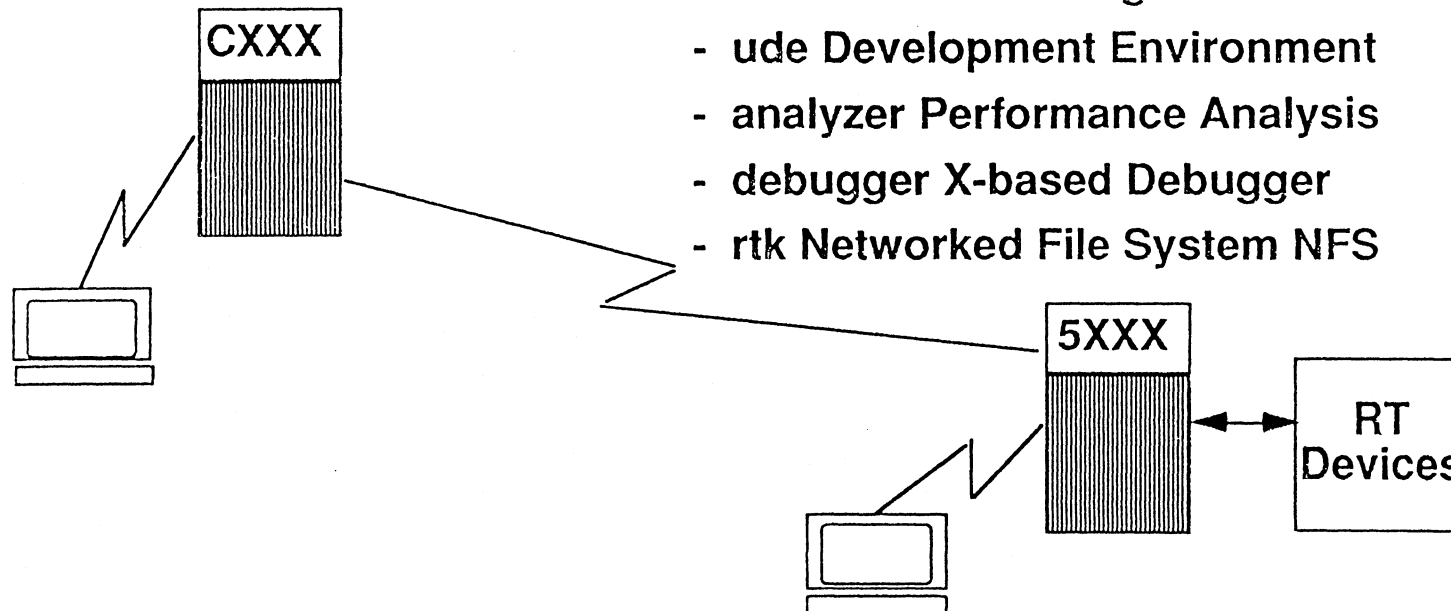 CXXX
- ude Development Environment
- analyzer Performance Analysis
- debugger X-based Debugger
- rtk Networked File System NFS
5XXX
RT
Devices